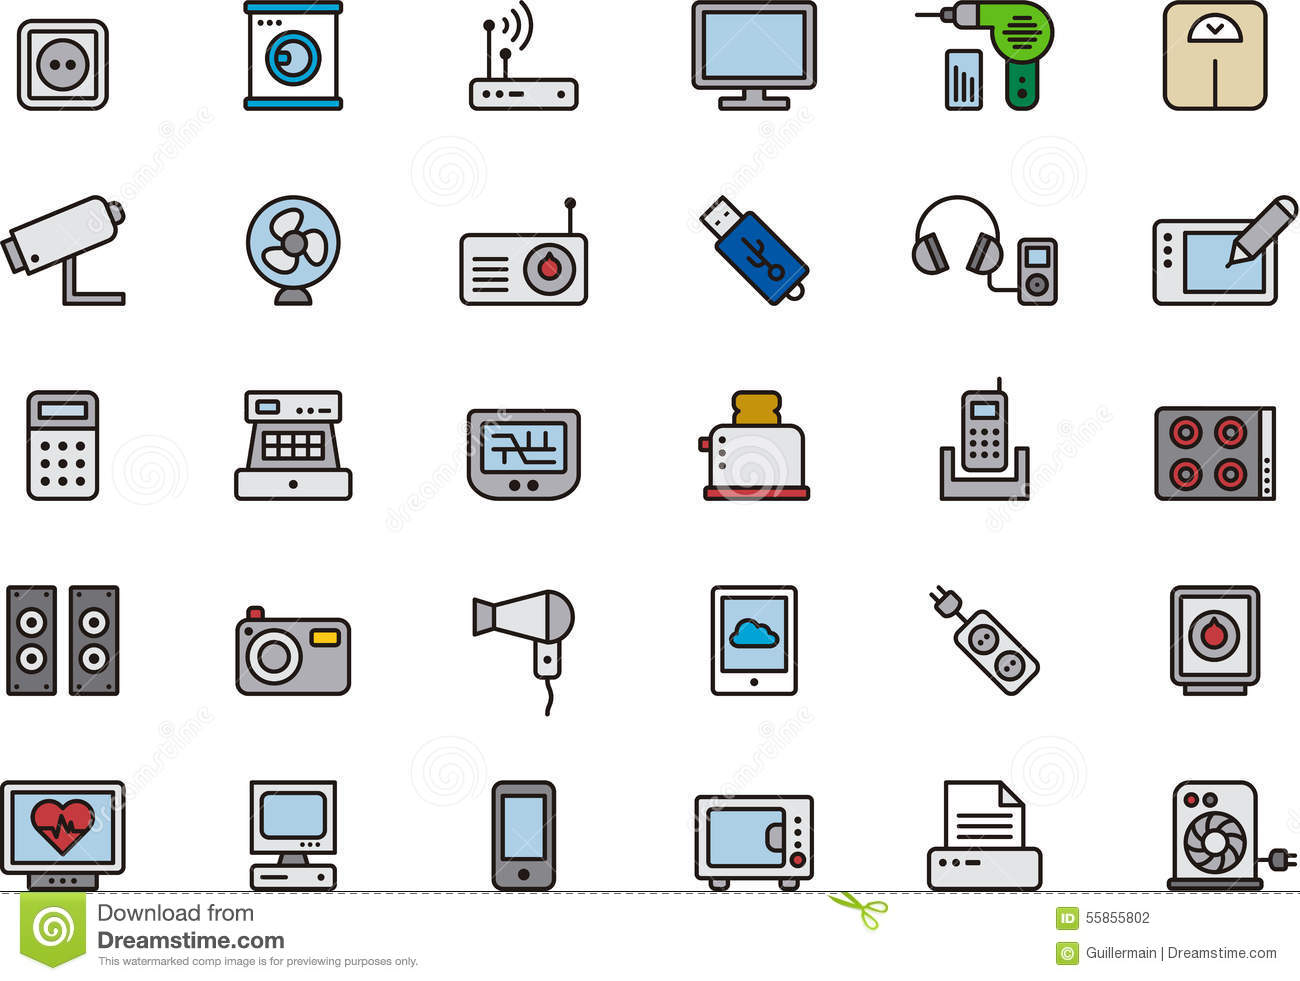 Download from
Dreamstime.com
This watermarked comp image is for previewing purposes only.
ID 55855802
© Guillermain | Dreamstime.com